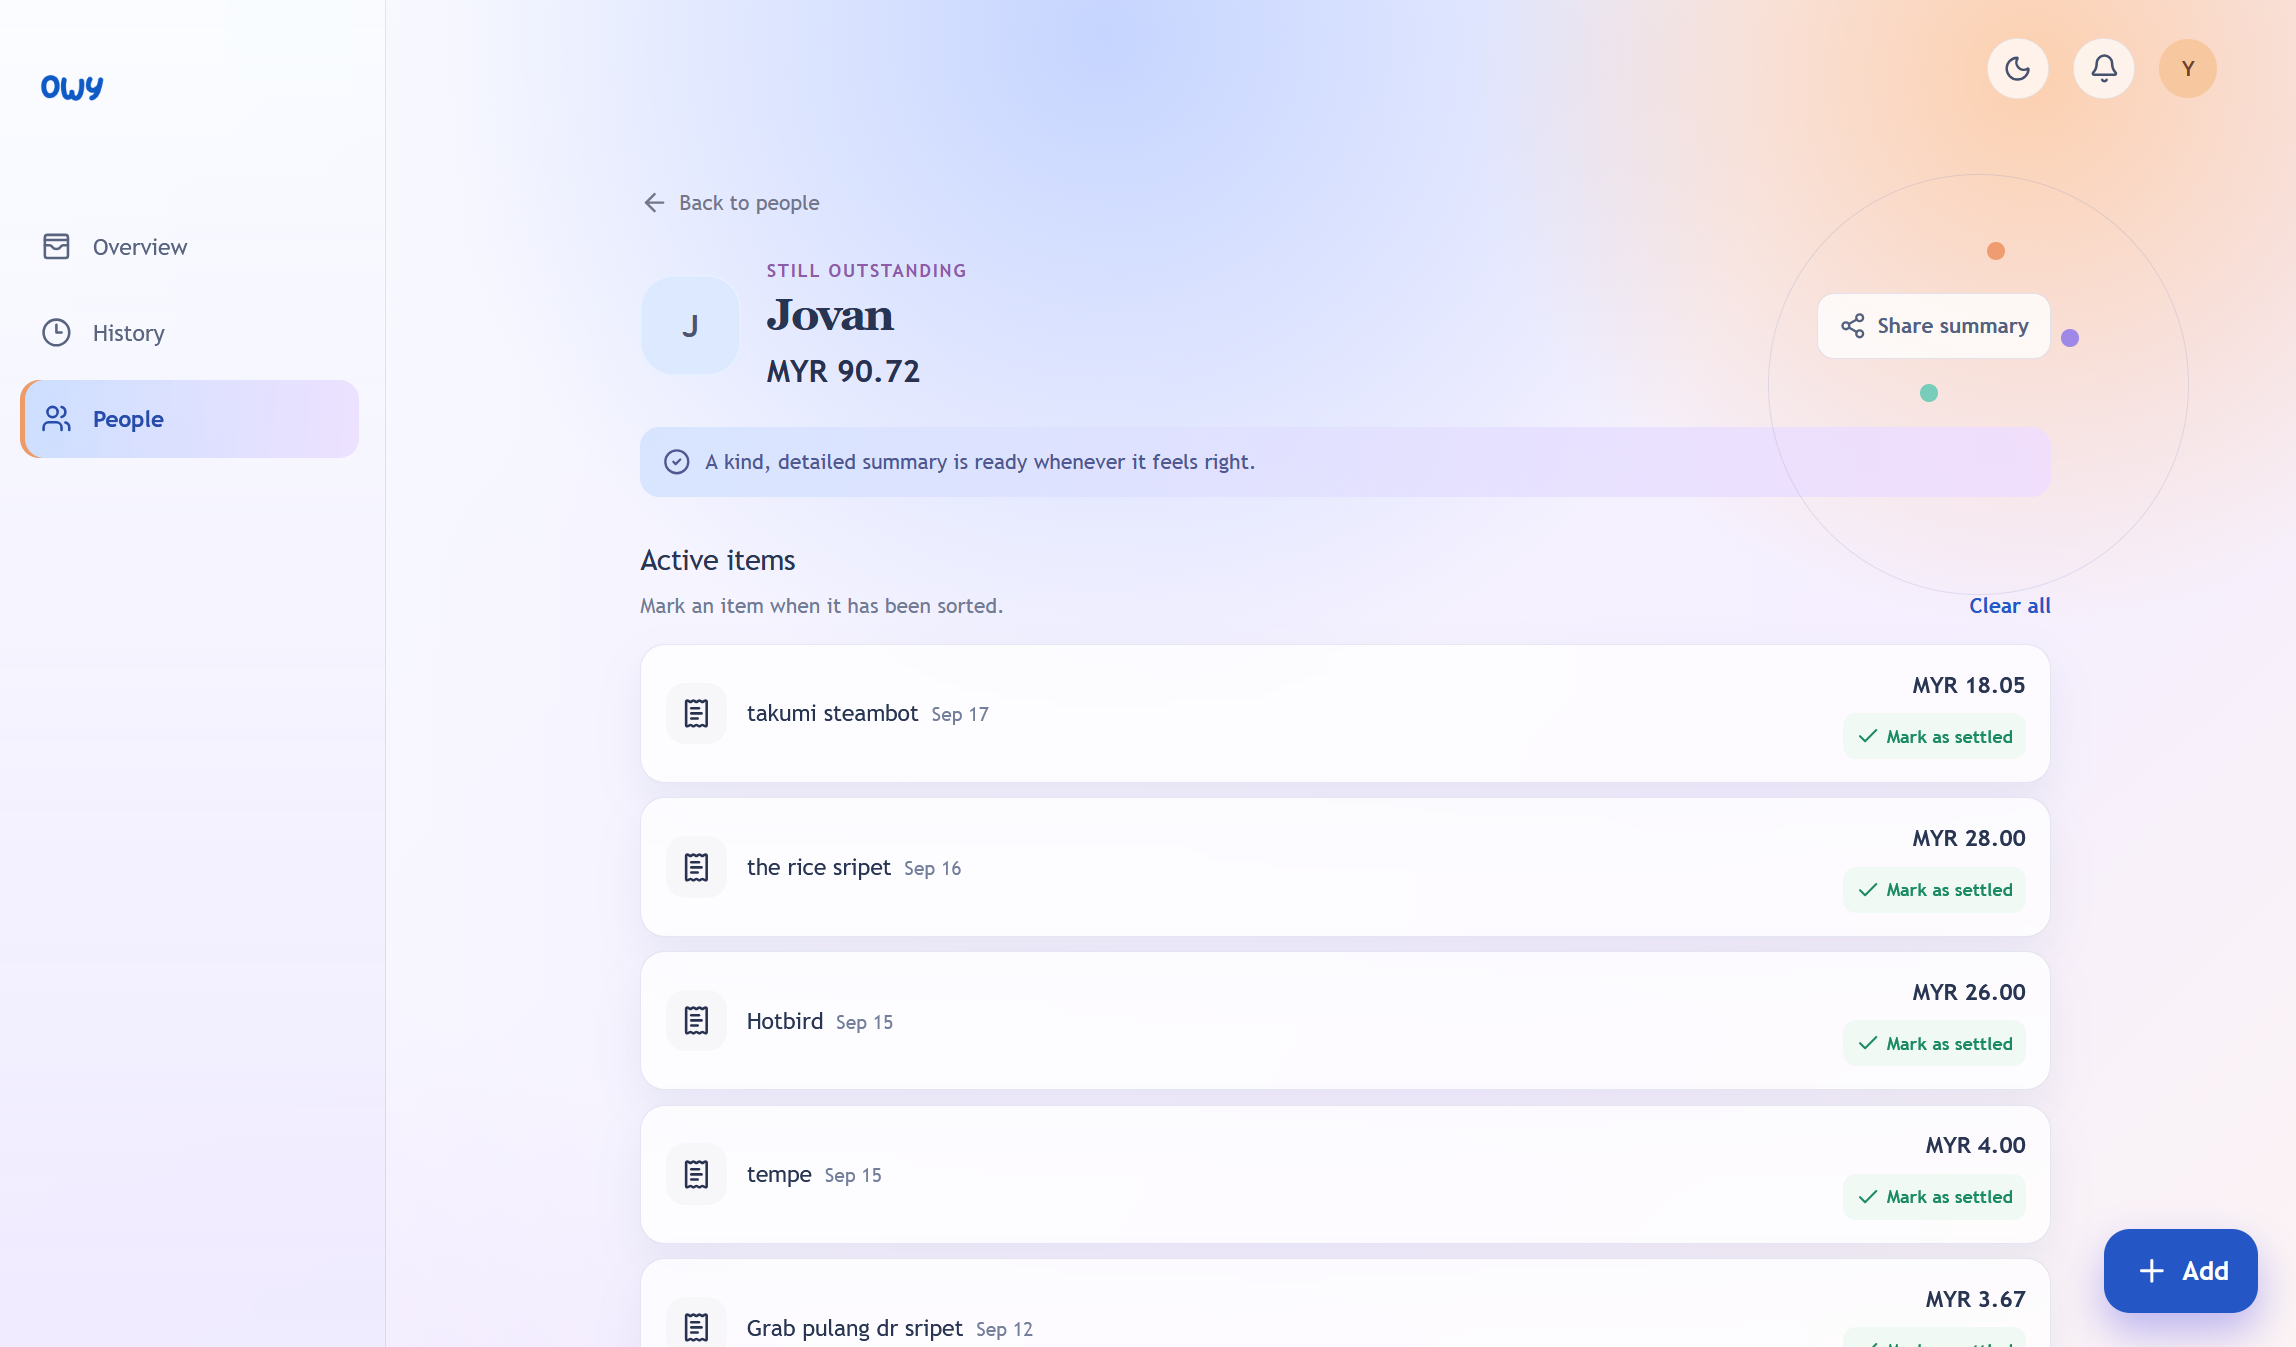 owy
Y
Overview
History
People
Back to people
STILL OUTSTANDING
J
Jovan
MYR 90.72
Share summary
A kind, detailed summary is ready whenever it feels right.
Active items
Mark an item when it has been sorted.
Clear all
takumi steambot Sep 17
MYR 18.05
Mark as settled
the rice sripet Sep 16
MYR 28.00
Mark as settled
Hotbird Sep 15
MYR 26.00
Mark as settled
tempe Sep 15
MYR 4.00
Mark as settled
Grab pulang dr sripet Sep 12
MYR 3.67
Add